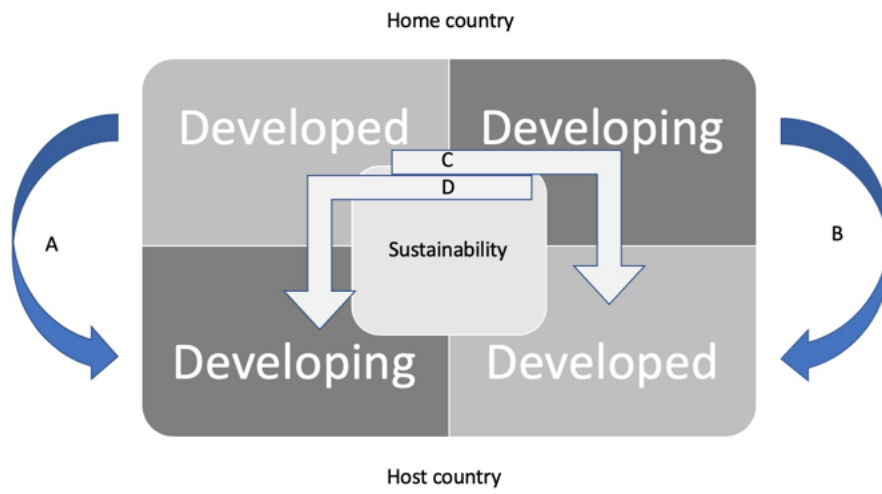 Home country
Developed
Developing
C
D
A
Sustainability
B
Developing
Developed
Host country